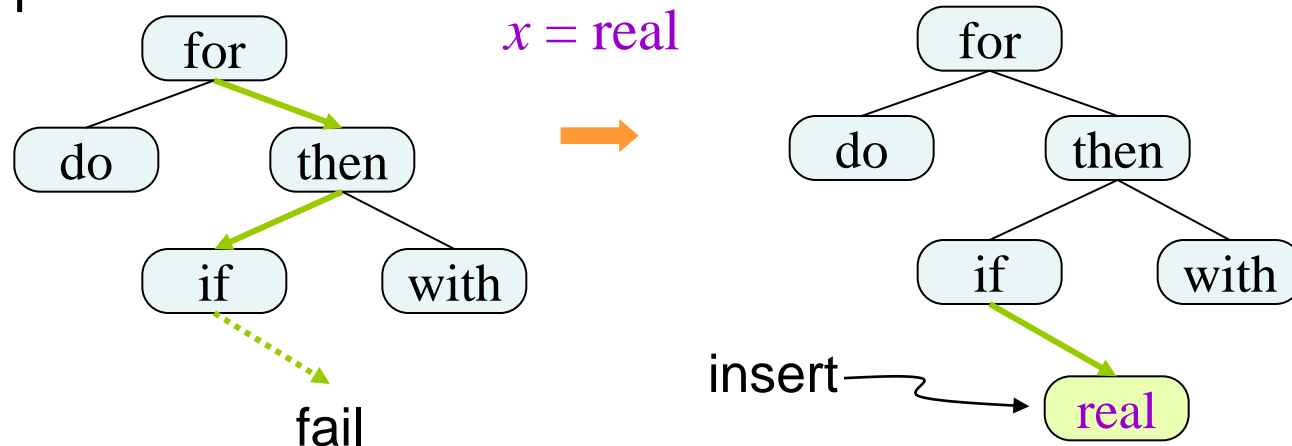 x = real
for
do
then
if
with
fail
for
do
then
if
with
insert
real